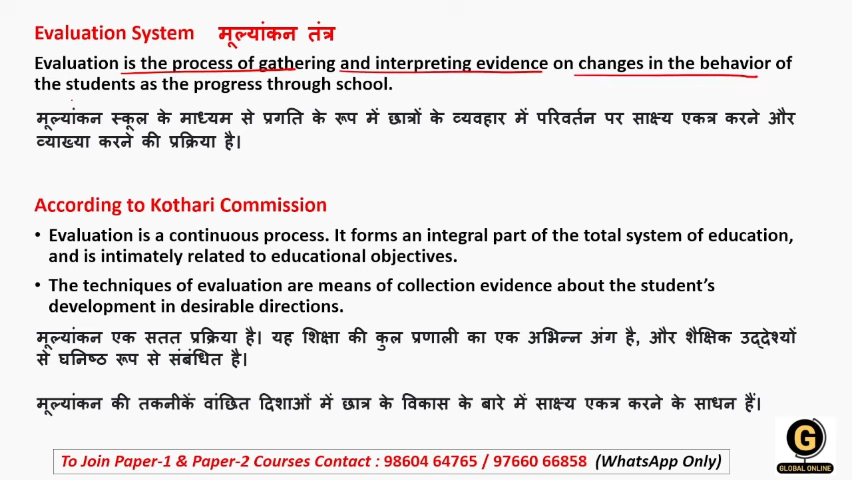 Evaluation System मूल्यांकन तंत्र
Evaluation is the process of gathering and interpreting evidence on changes in the behavior of
the students as the progress through school.
मूल्यांकन स्कूल के माध्यम से प्रगति के रूप में छात्रों के व्यवहार में परिवर्तन पर साक्ष्य एकत्र करने और
व्याख्या करने की प्रक्रिया है।
According to Kothari Commission
• Evaluation is a continuous process. It forms an integral part of the total system of education,
and is intimately related to educational objectives.
• The techniques of evaluation are means of collection evidence about the student's
development in desirable directions.
मूल्यांकन एक सतत प्रक्रिया है। यह शिक्षा की कुल प्रणाली का एक अभिन्न अंग है, और शैक्षिक उद्देश्यों
से घनिष्ठ रूप से संबंधित है।
मूल्यांकन की तकनीकें वांछित दिशाओं में छात्र के विकास के बारे में साक्ष्य एकत्र करने के साधन हैं।
To Join Paper-1 & Paper-2 Courses Contact : 98604 64765 / 97660 66858 (WhatsApp Only)
G
GLOBAL ONLINE